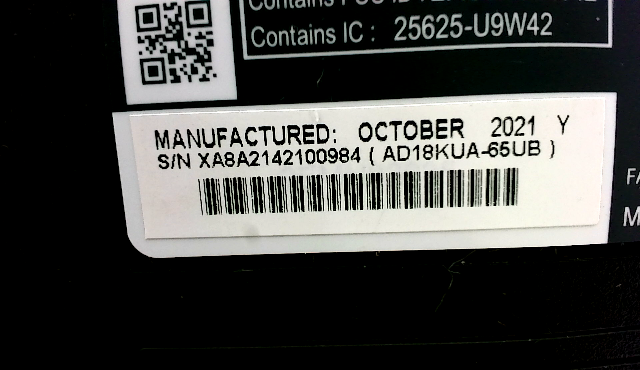 Contains IC : 25625-U9W42
MANUFACTURED: OCTOBER 2021 Y
S/N XA8A2142100984 ( AD18KUA-65UB )